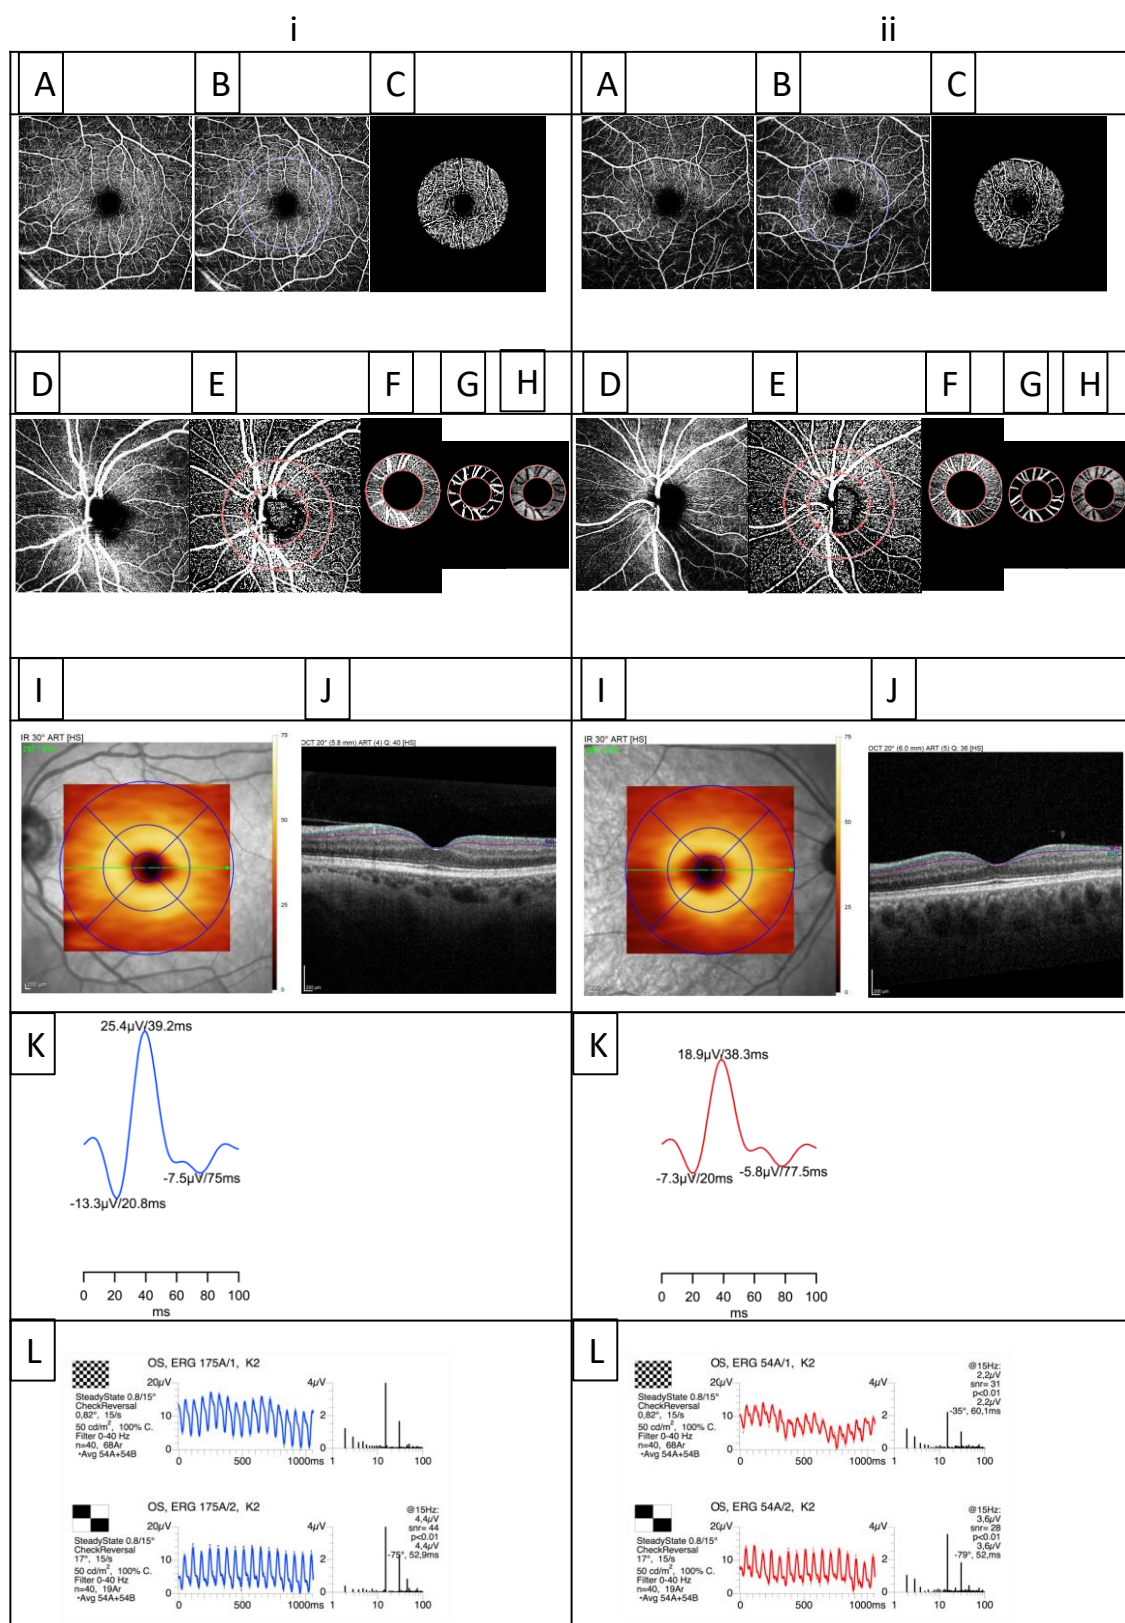 i ii
A B C A B C
D E F G H D E F G H
I J I J
IR 30° ART [HS] OCT 20° (5.8 mm) ART (4) Q: 40 [HS] IR 30° ART [HS] OCT 20° (6.0 mm) ART (5) Q: 36 [HS]
75 75
50 50
25 25
0 0
200 µm 200 µm 200 µm
K K
25.4µV/39.2ms 18.9µV/38.3ms
-7.5µV/75ms -5.8µV/77.5ms
-13.3µV/20.8ms -7.3µV/20ms
0 20 40 60 80 100 0 20 40 60 80 100
ms ms
L L
OS, ERG 175A/1, K2
20µV 4µV
SteadyState 0.8/15°
CheckReversal
0,82°, 15/s
50 cd/m², 100% C.
Filter 0-40 Hz
n=40, 68Ar
•Avg 54A+54B
10 2
0 0
0 500 1000ms 1 10 100
OS, ERG 54A/1, K2
20µV 4µV
SteadyState 0.8/15°
CheckReversal
0,82°, 15/s
50 cd/m², 100% C.
Filter 0-40 Hz
n=40, 68Ar
•Avg 54A+54B
10 2
0 0
0 500 1000ms 1 10 100
@15Hz:
2,2µV
snr= 31
p<0.01
2,2µV
-35°, 60,1ms
OS, ERG 175A/2, K2
20µV 4µV
SteadyState 0.8/15°
CheckReversal
17°, 15/s
50 cd/m², 100% C.
Filter 0-40 Hz
n=40, 19Ar
•Avg 54A+54B
10 2
0 0
0 500 1000ms 1 10 100
@15Hz:
4,4µV
snr= 44
p<0.01
4,4µV
-75°, 52,9ms
OS, ERG 54A/2, K2
20µV 4µV
SteadyState 0.8/15°
CheckReversal
17°, 15/s
50 cd/m², 100% C.
Filter 0-40 Hz
n=40, 19Ar
•Avg 54A+54B
10 2
0 0
0 500 1000ms 1 10 100
@15Hz:
3,6µV
snr= 28
p<0.01
3,6µV
-79°, 52,ms